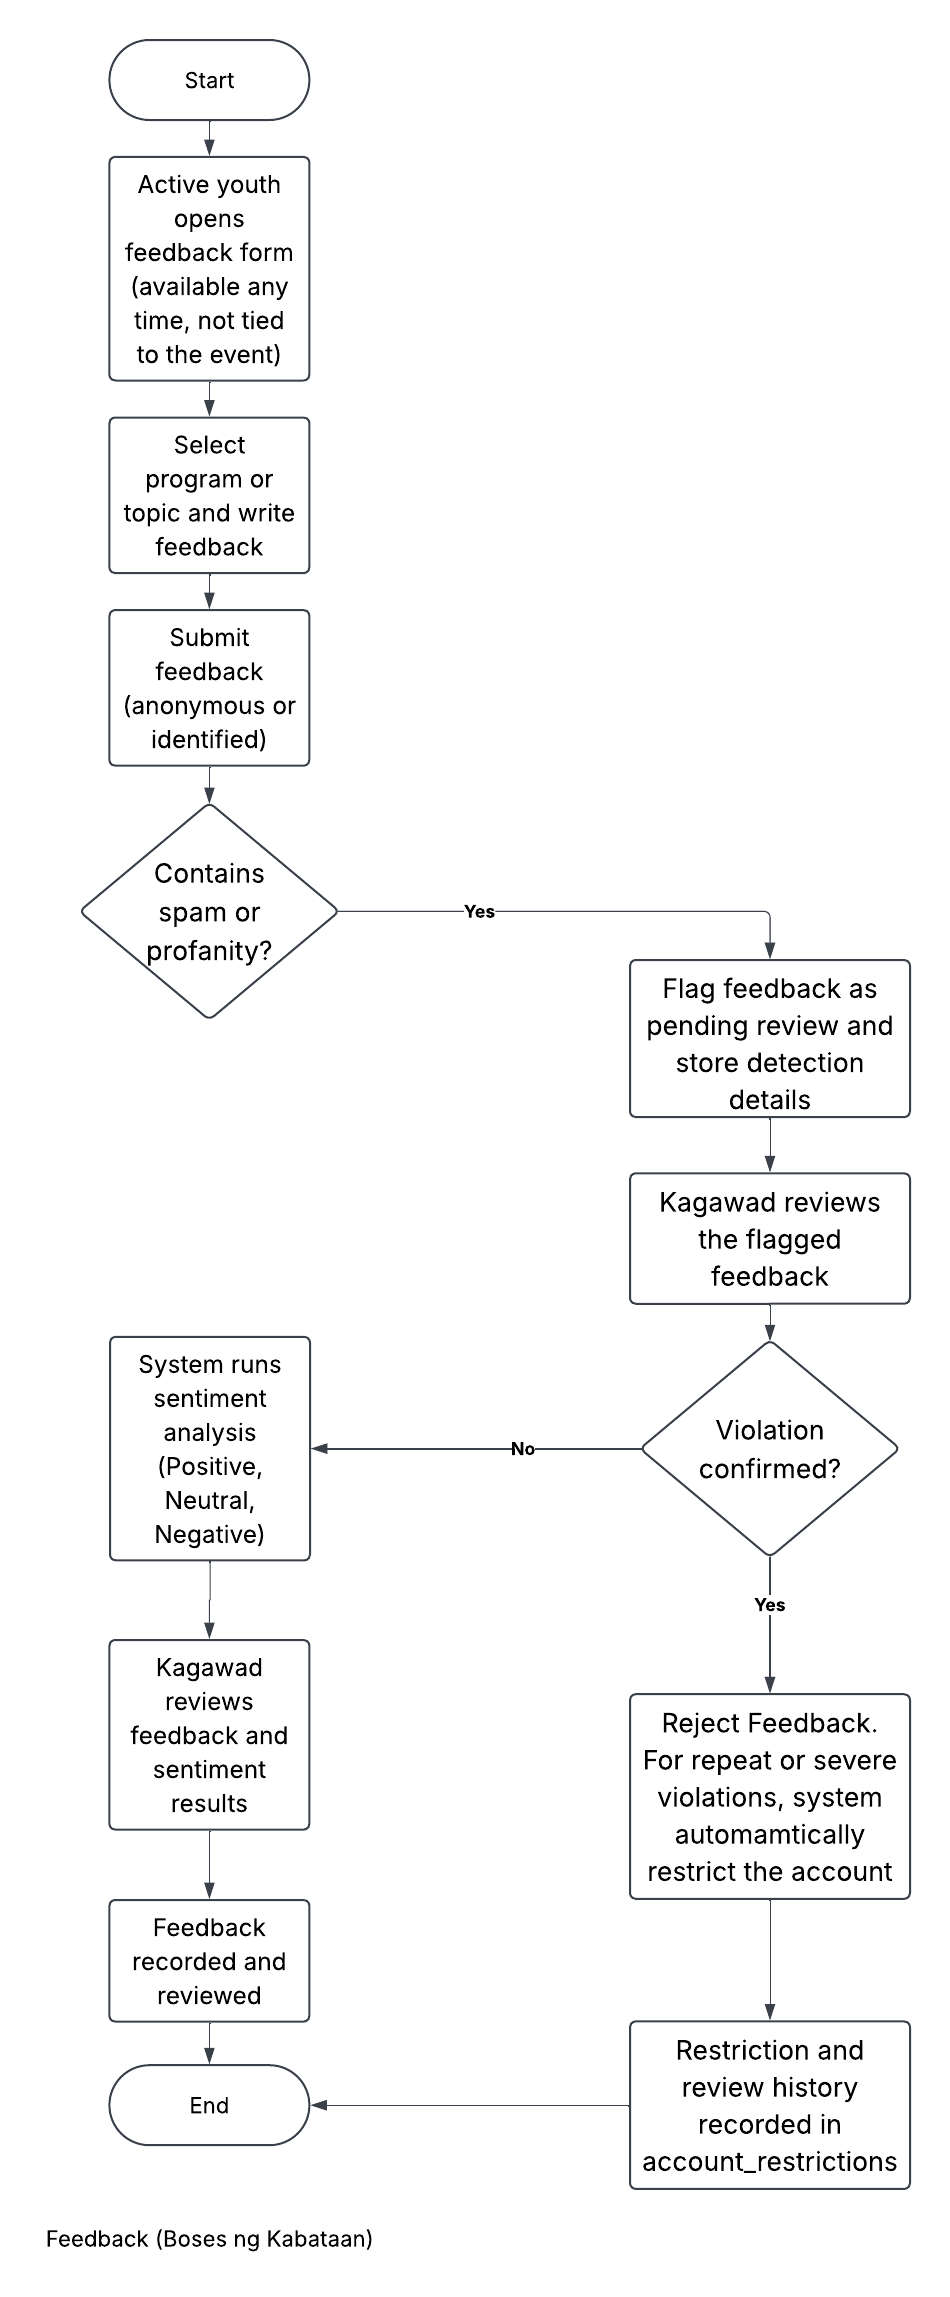 Start
Active youth
opens
feedback form
(available any
time, not tied
to the event)
Select
program or
topic and write
feedback
Submit
feedback
(anonymous or
identified)
Contains
spam or
profanity?
Yes
Flag feedback as
pending review and
store detection
details
Kagawad reviews
the flagged
feedback
Violation
confirmed?
No
System runs
sentiment
analysis
(Positive,
Neutral,
Negative)
Yes
Kagawad
reviews
feedback and
sentiment
results
Reject Feedback.
For repeat or severe
violations, system
automamtically
restrict the account
Feedback
recorded and
reviewed
Restriction and
review history
recorded in
account_restrictions
End
Feedback (Boses ng Kabataan)